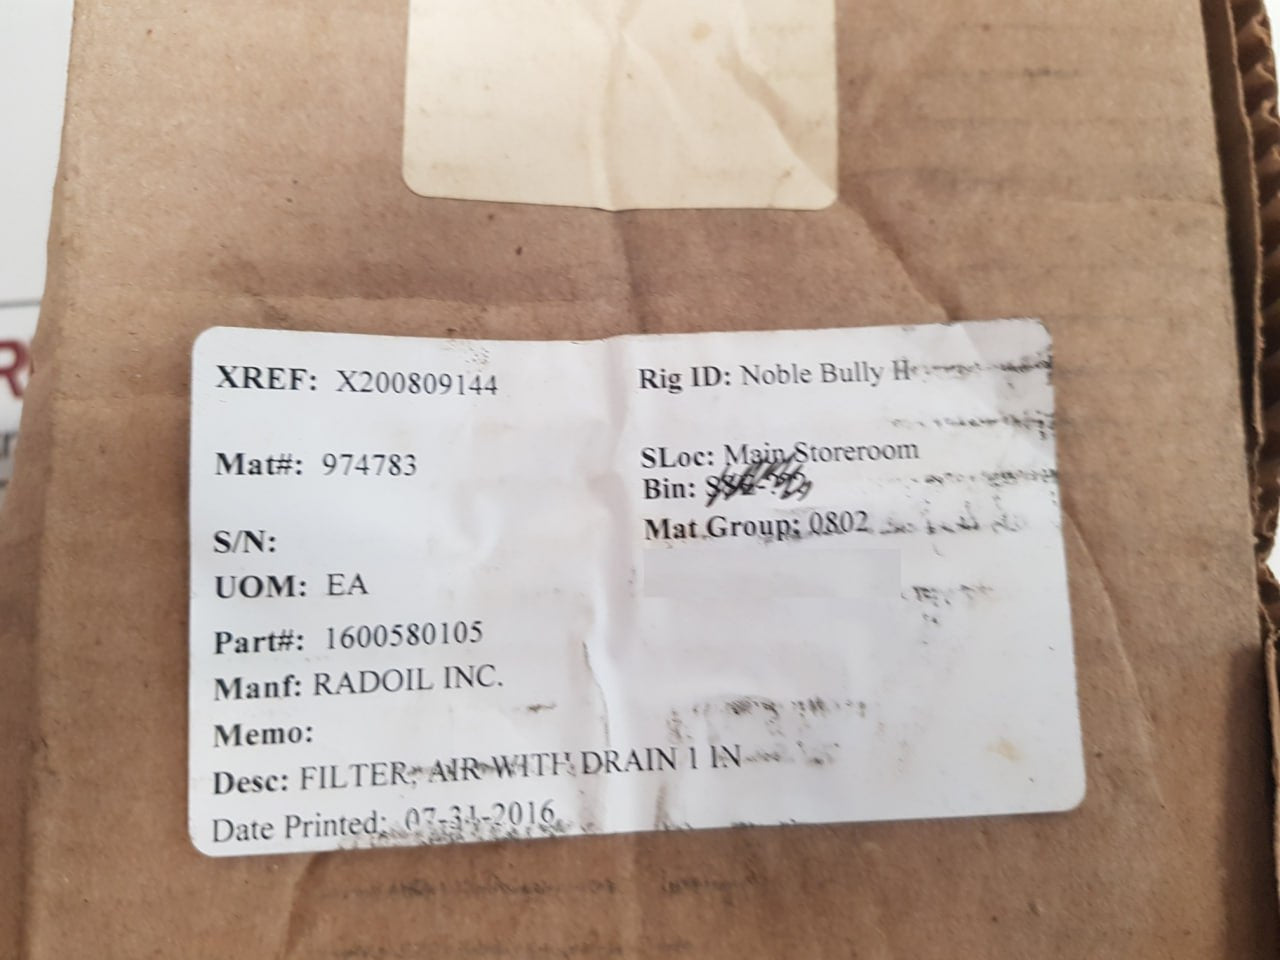 XREF: X200809144
Mat#: 974783
S/N:
UOM: EA
Part#: 1600580105
Manf: RADOIL INC.
Memo:
Desc: FILTER, AIR WITH DRAIN 1 IN
Date Printed: 07-31-2016
Rig ID: Noble Bully
SLoc: Main Storeroom
Bin:
Mat Group: 0802